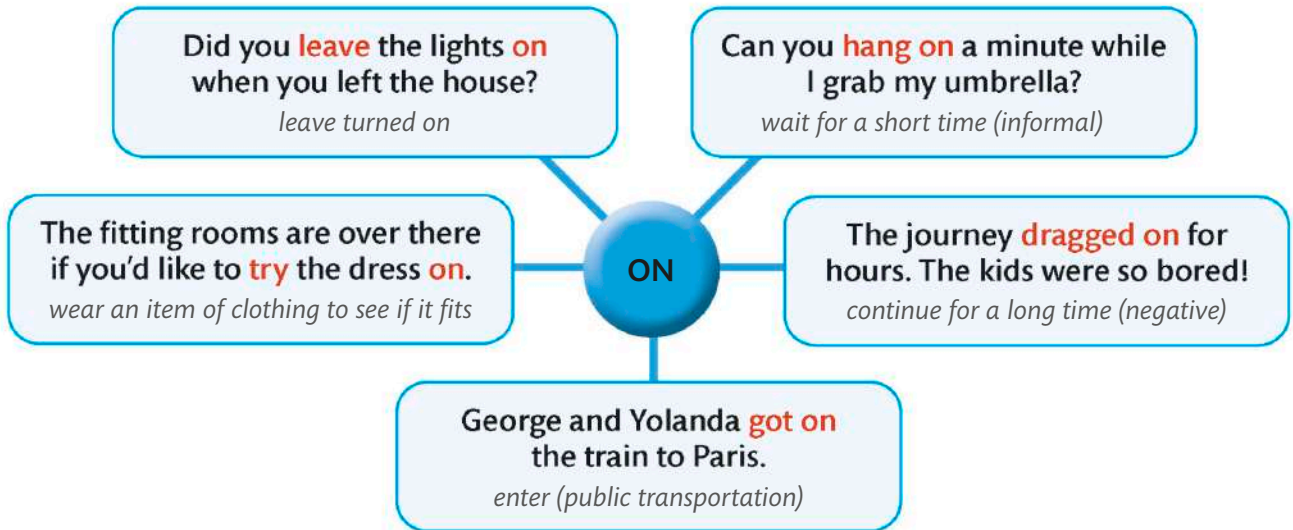 Did you leave the lights on
when you left the house?
leave turned on
Can you hang on a minute while
I grab my umbrella?
wait for a short time (informal)
The fitting rooms are over there
if you'd like to try the dress on.
wear an item of clothing to see if it fits
ON
The journey dragged on for
hours. The kids were so bored!
continue for a long time (negative)
George and Yolanda got on
the train to Paris.
enter (public transportation)